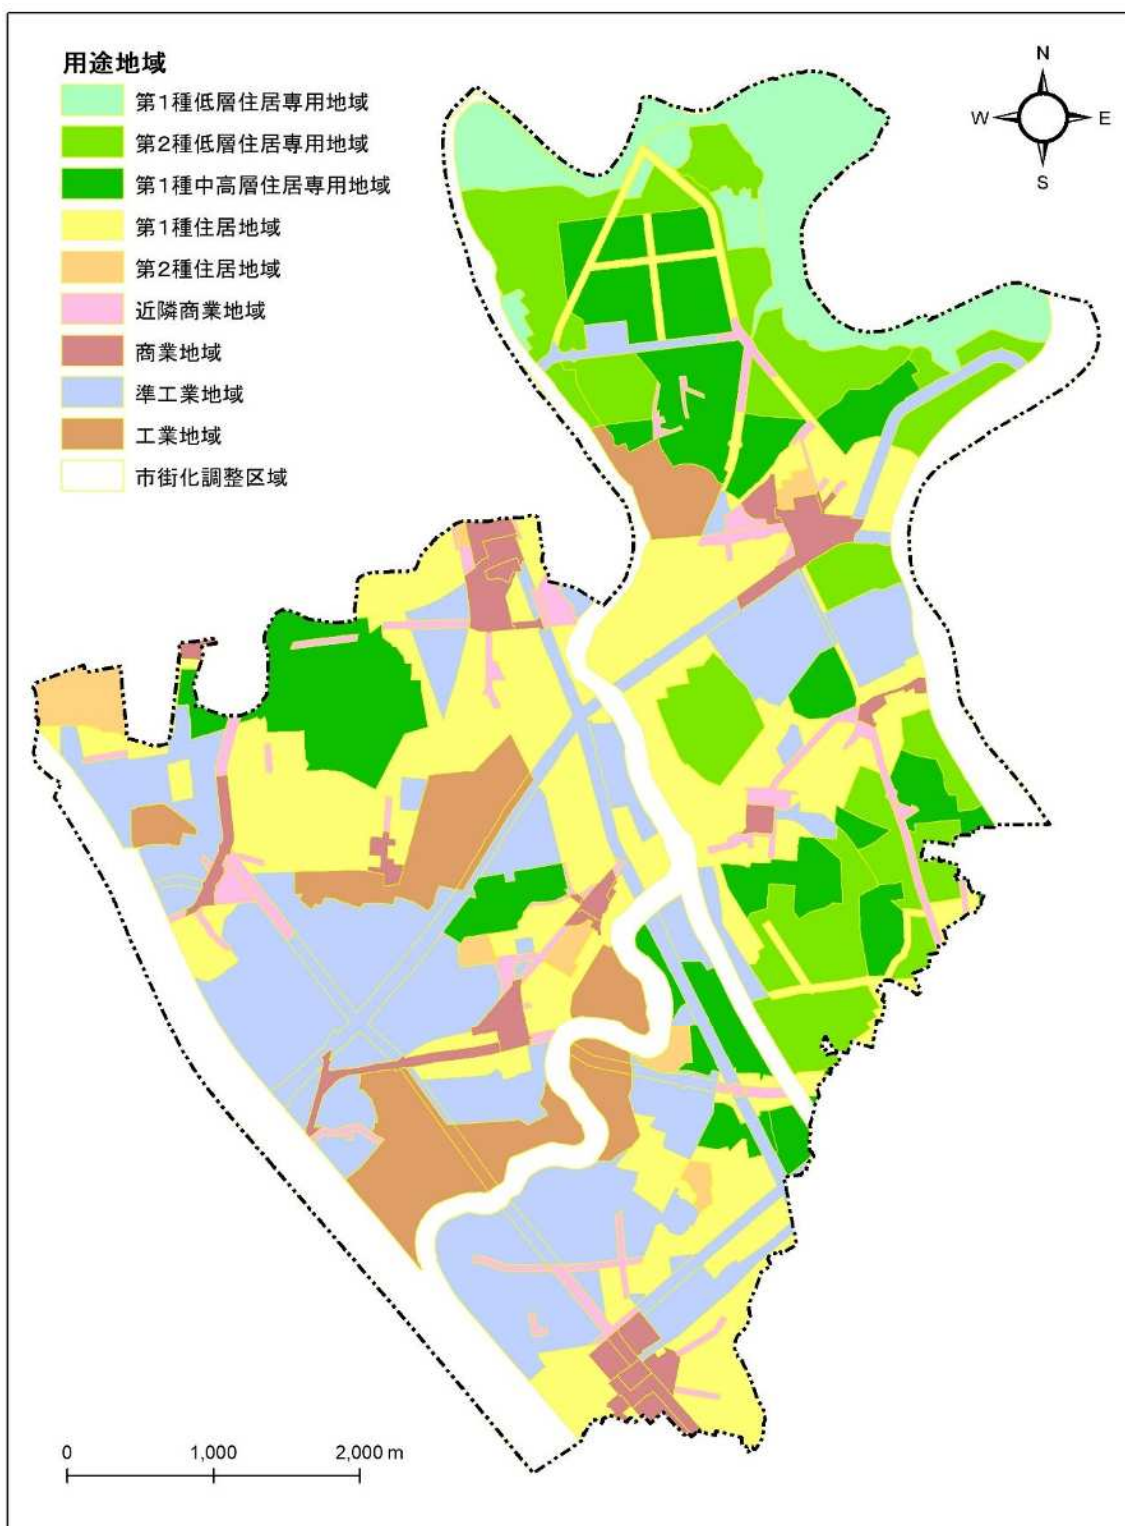 用途地域
第1種低層住居専用地域
第2種低層住居専用地域
第1種中高層住居専用地域
第1種住居地域
第2種住居地域
近隣商業地域
商業地域
準工業地域
工業地域
市街化調整区域
N
W E
S
0 1,000 2,000 m